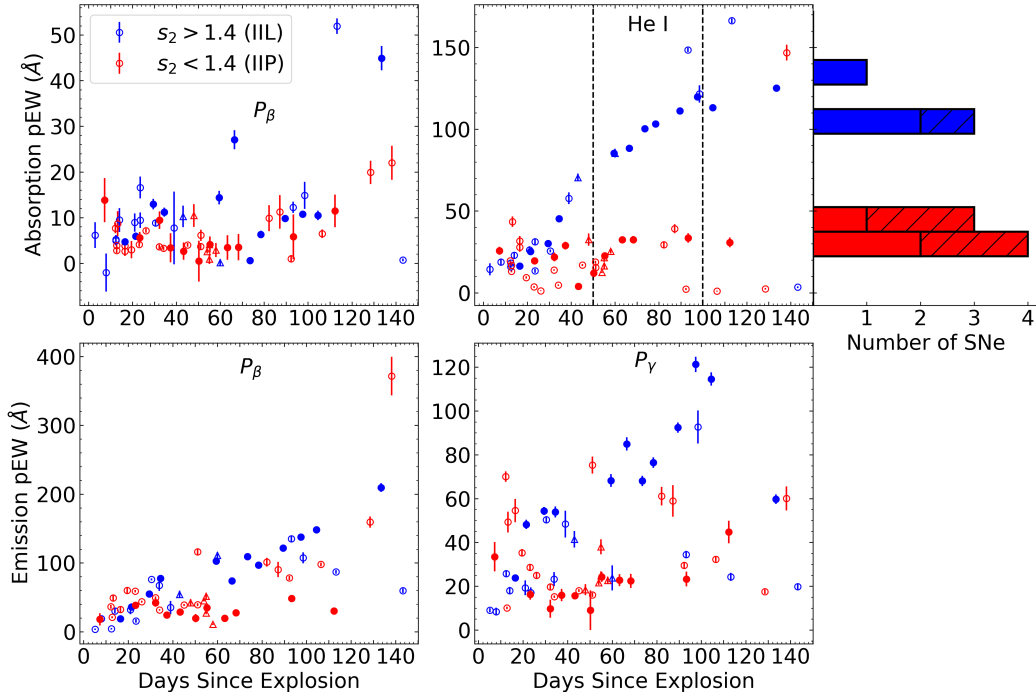 s₂ > 1.4 (IIL)
s₂ < 1.4 (IIP)
P_β
Absorption pEW (Å)
0
10
20
30
40
50
0 20 40 60 80 100 120 140
He I
0
50
100
150
0 20 40 60 80 100 120 140
1 2 3 4
Number of SNe
P_β
Emission pEW (Å)
0
100
200
300
400
0 20 40 60 80 100 120 140
Days Since Explosion
P_γ
0
20
40
60
80
100
120
0 20 40 60 80 100 120 140
Days Since Explosion